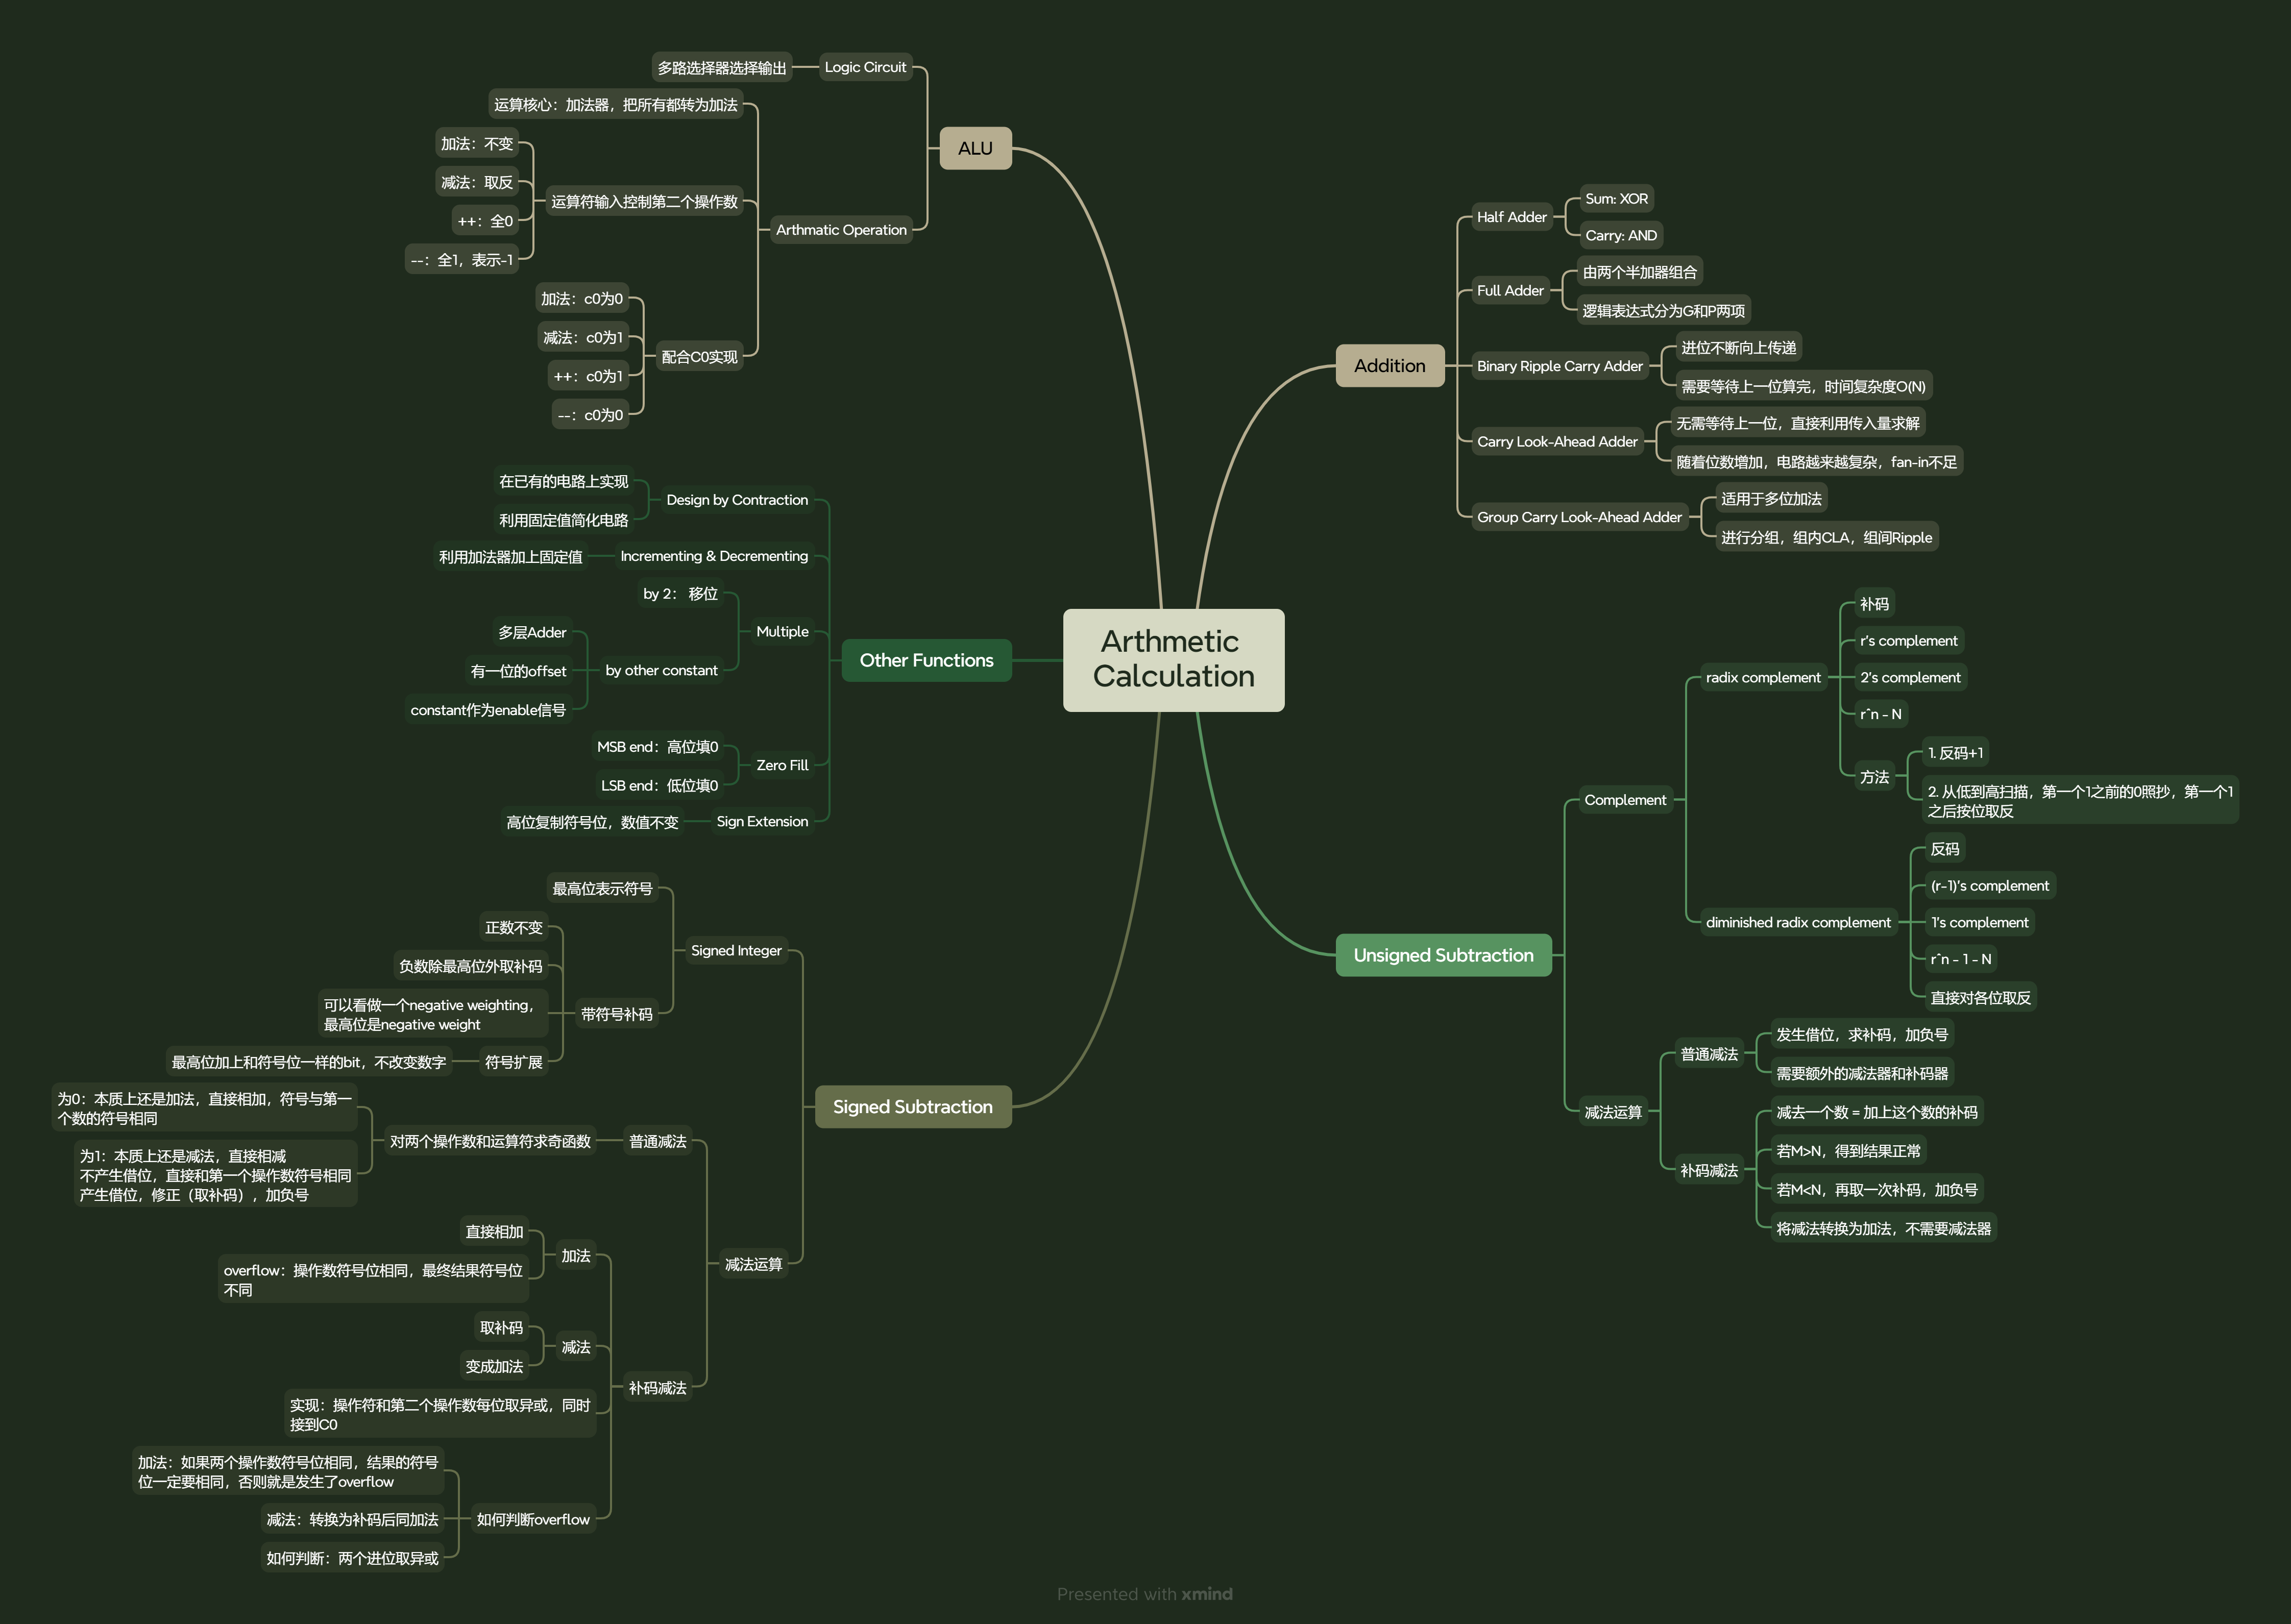 Arthmetic
Calculation
Addition
Half Adder
Sum: XOR
Carry: AND
Full Adder
由两个半加器组合
逻辑表达式分为G和P两项
Binary Ripple Carry Adder
进位不断向上传递
需要等待上一位算完，时间复杂度O(N)
Carry Look-Ahead Adder
无需等待上一位，直接利用传入量求解
随着位数增加，电路越来越复杂，fan-in不足
Group Carry Look-Ahead Adder
适用于多位加法
进行分组，组内CLA，组间Ripple
Unsigned Subtraction
Complement
radix complement
补码
r's complement
2's complement
r^n - N
方法
1. 反码+1
2. 从低到高扫描，第一个1之前的0照抄，第一个1
之后按位取反
diminished radix complement
反码
(r-1)'s complement
1's complement
r^n - 1 - N
直接对各位取反
减法运算
普通减法
发生借位，求补码，加负号
需要额外的减法器和补码器
补码减法
减去一个数 = 加上这个数的补码
若M>N，得到结果正常
若M<N，再取一次补码，加负号
将减法转换为加法，不需要减法器
Signed Subtraction
Signed Integer
最高位表示符号
带符号补码
正数不变
负数除最高位外取补码
可以看做一个negative weighting，
最高位是negative weight
符号扩展
最高位加上和符号位一样的bit，不改变数字
减法运算
普通减法
对两个操作数和运算符求奇函数
为0：本质上还是加法，直接相加，符号与第一
个数的符号相同
为1：本质上还是减法，直接相减
不产生借位，直接和第一个操作数符号相同
产生借位，修正（取补码），加负号
补码减法
加法
直接相加
overflow：操作数符号位相同，最终结果符号位
不同
减法
取补码
变成加法
实现：操作符和第二个操作数每位取异或，同时
接到C0
如何判断overflow
加法：如果两个操作数符号位相同，结果的符号
位一定要相同，否则就是发生了overflow
减法：转换为补码后同加法
如何判断：两个进位取异或
Other Functions
Design by Contraction
在已有的电路上实现
利用固定值简化电路
Incrementing & Decrementing
利用加法器加上固定值
Multiple
by 2： 移位
by other constant
多层Adder
有一位的offset
constant作为enable信号
Zero Fill
MSB end：高位填0
LSB end：低位填0
Sign Extension
高位复制符号位，数值不变
ALU
Logic Circuit
多路选择器选择输出
Arthmatic Operation
运算核心：加法器，把所有都转为加法
运算符输入控制第二个操作数
加法：不变
减法：取反
++：全0
--：全1，表示-1
配合C0实现
加法：c0为0
减法：c0为1
++：c0为1
--：c0为0
Presented with xmind